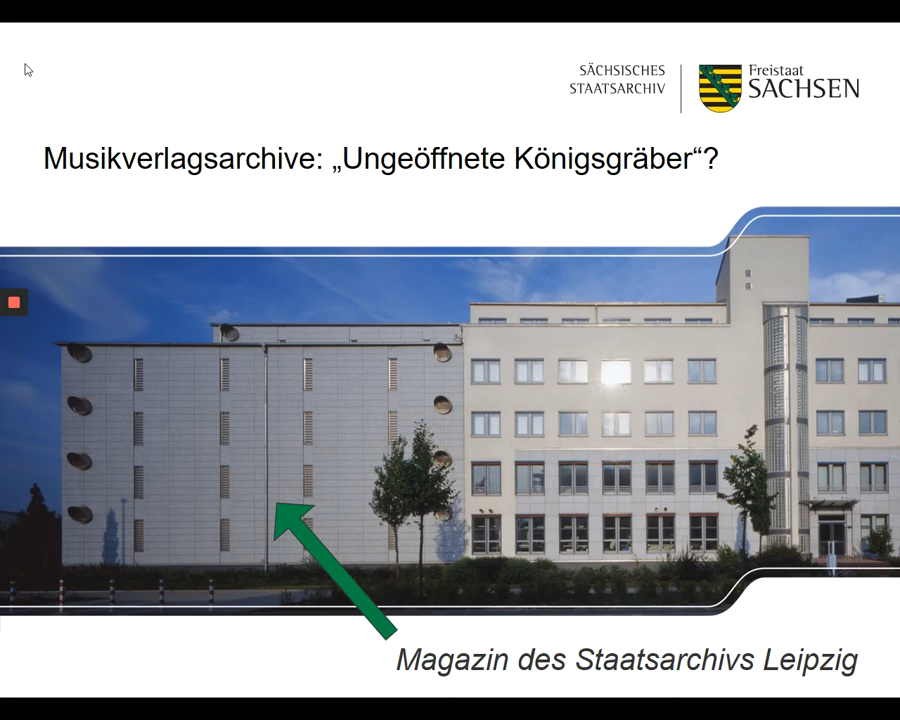 SÄCHSISCHES
STAATSARCHIV
Freistaat
SACHSEN
Musikverlagsarchive: „Ungeöffnete Königsgräber“?
Magazin des Staatsarchivs Leipzig